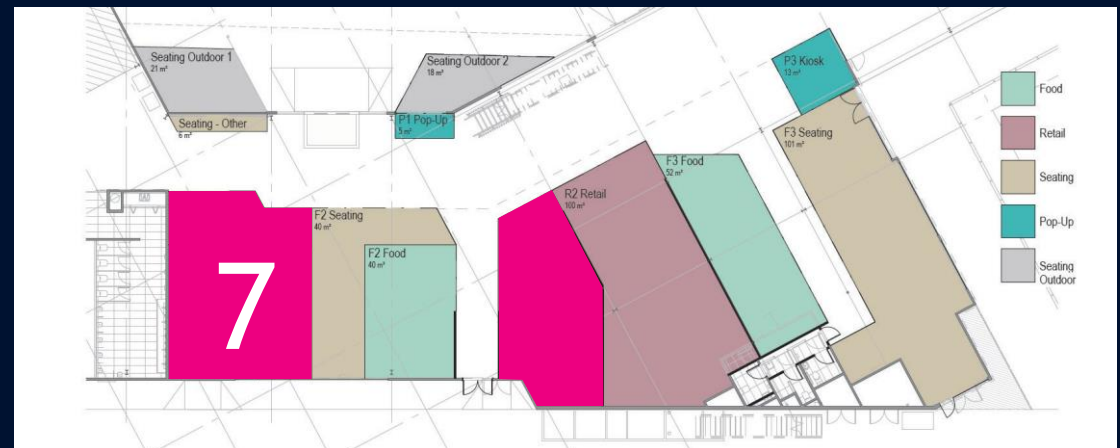 Seating Outdoor 1
21 m²
Seating Outdoor 2
18 m²
P3 Kiosk
13 m²
Food
Seating - Other
6 m²
P1 Pop-Up
5 m²
F3 Seating
101 m²
Retail
F3 Food
52 m²
Seating
R2 Retail
100 m²
F2 Seating
40 m²
Pop-Up
F2 Food
40 m²
7
Seating
Outdoor